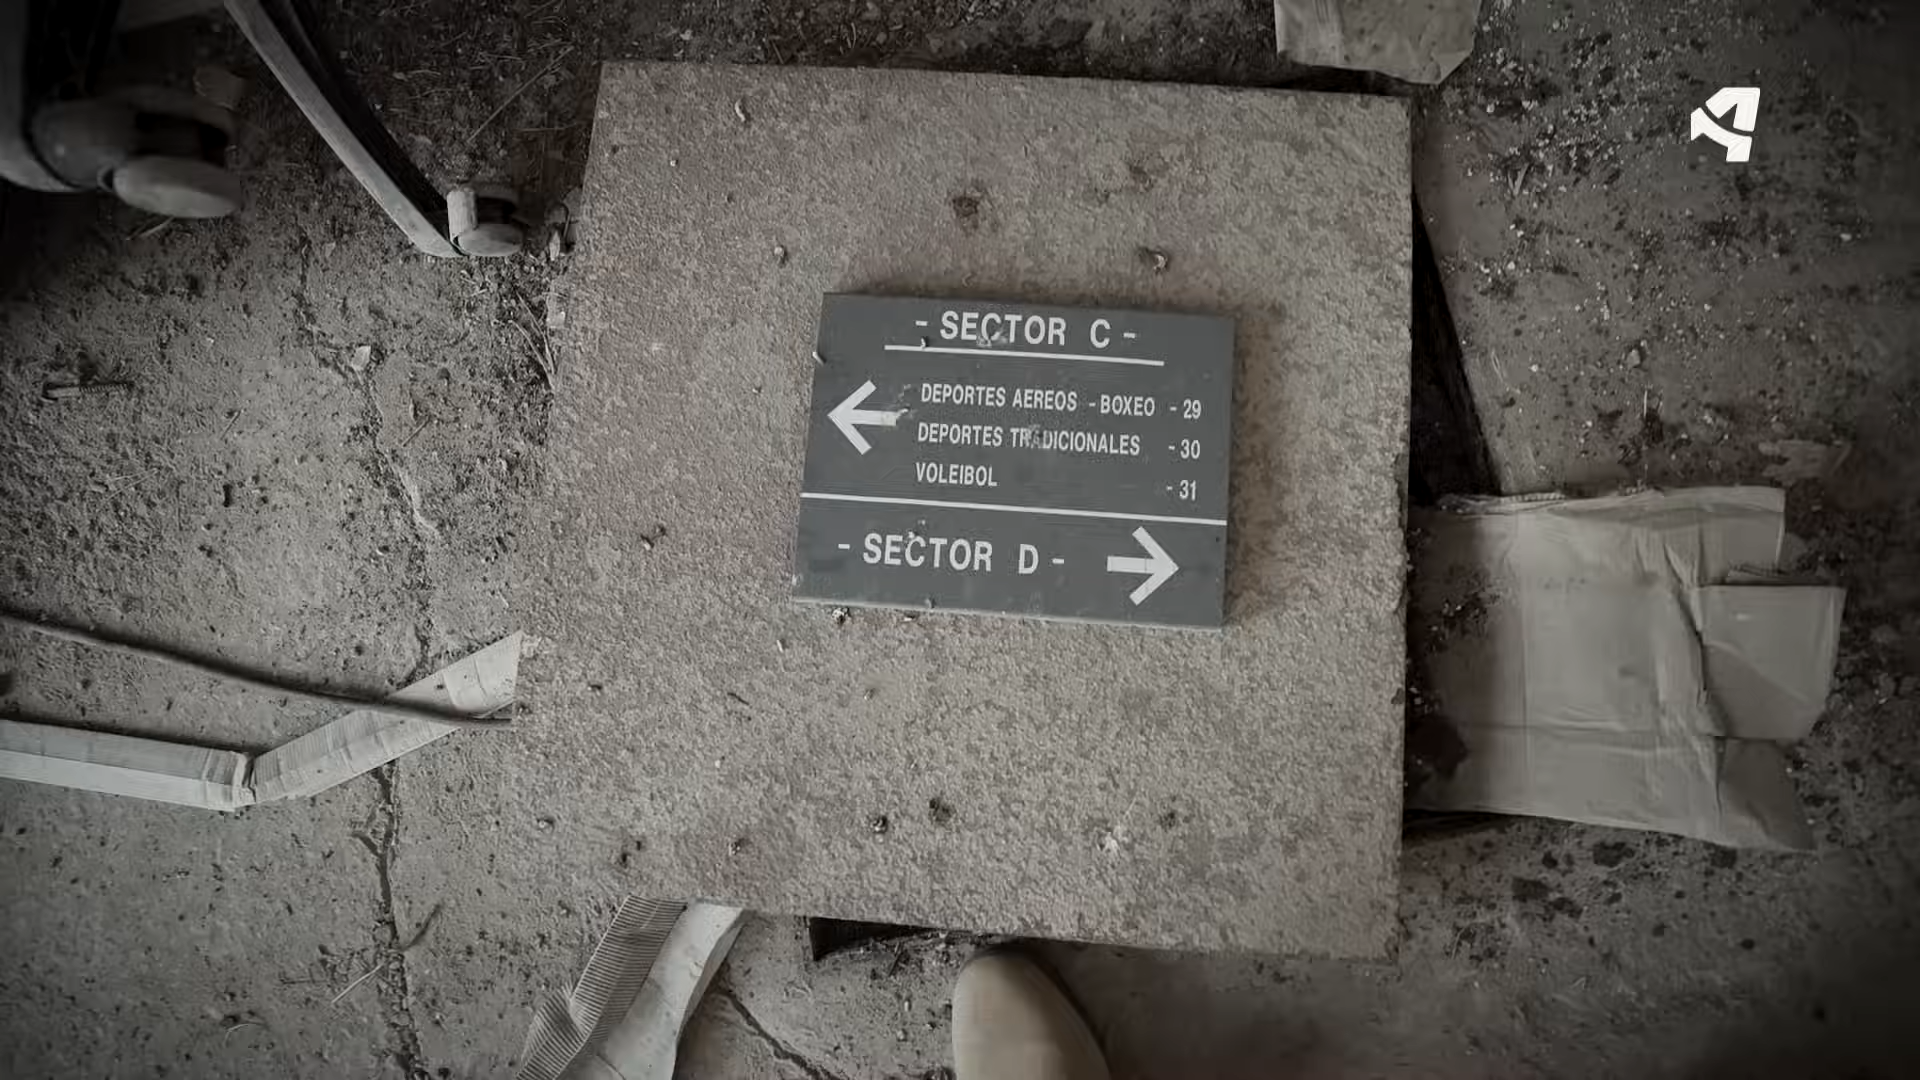 - SECTOR C -
DEPORTES AEREOS - BOXEO - 29
DEPORTES TRADICIONALES - 30
VOLEIBOL - 31
- SECTOR D -